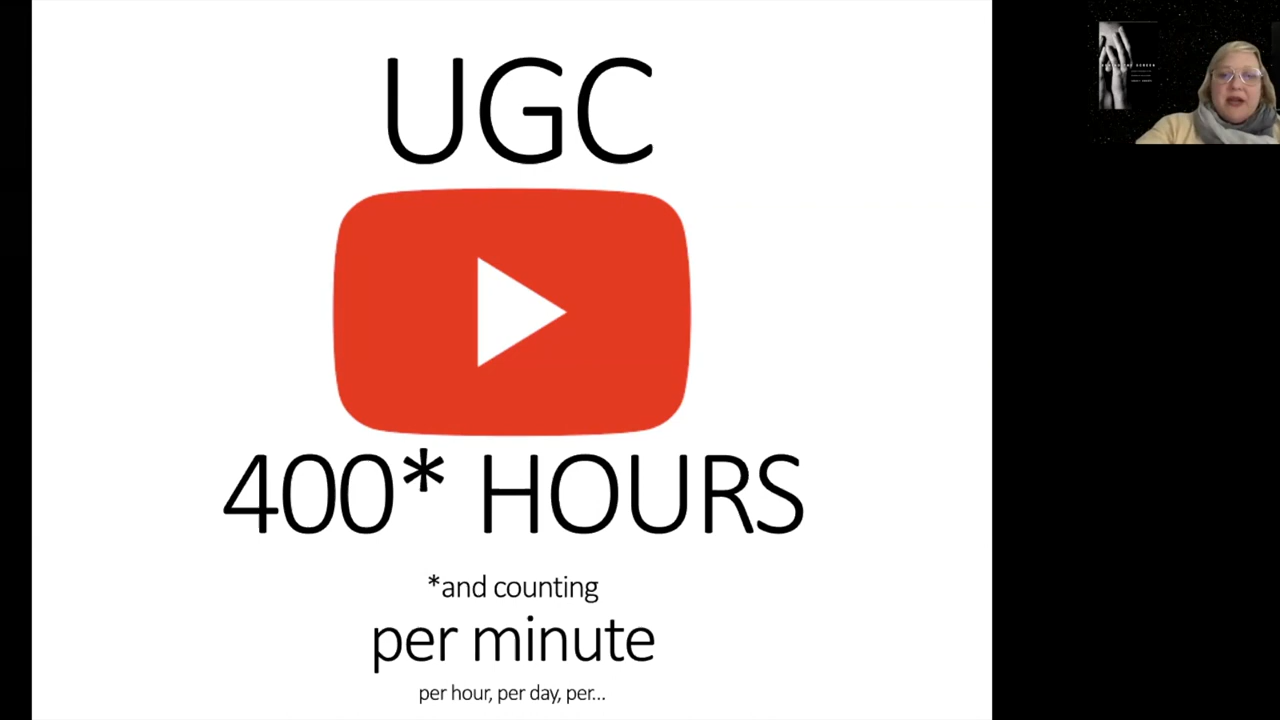 UGC
400* HOURS
*and counting
per minute
per hour, per day, per...